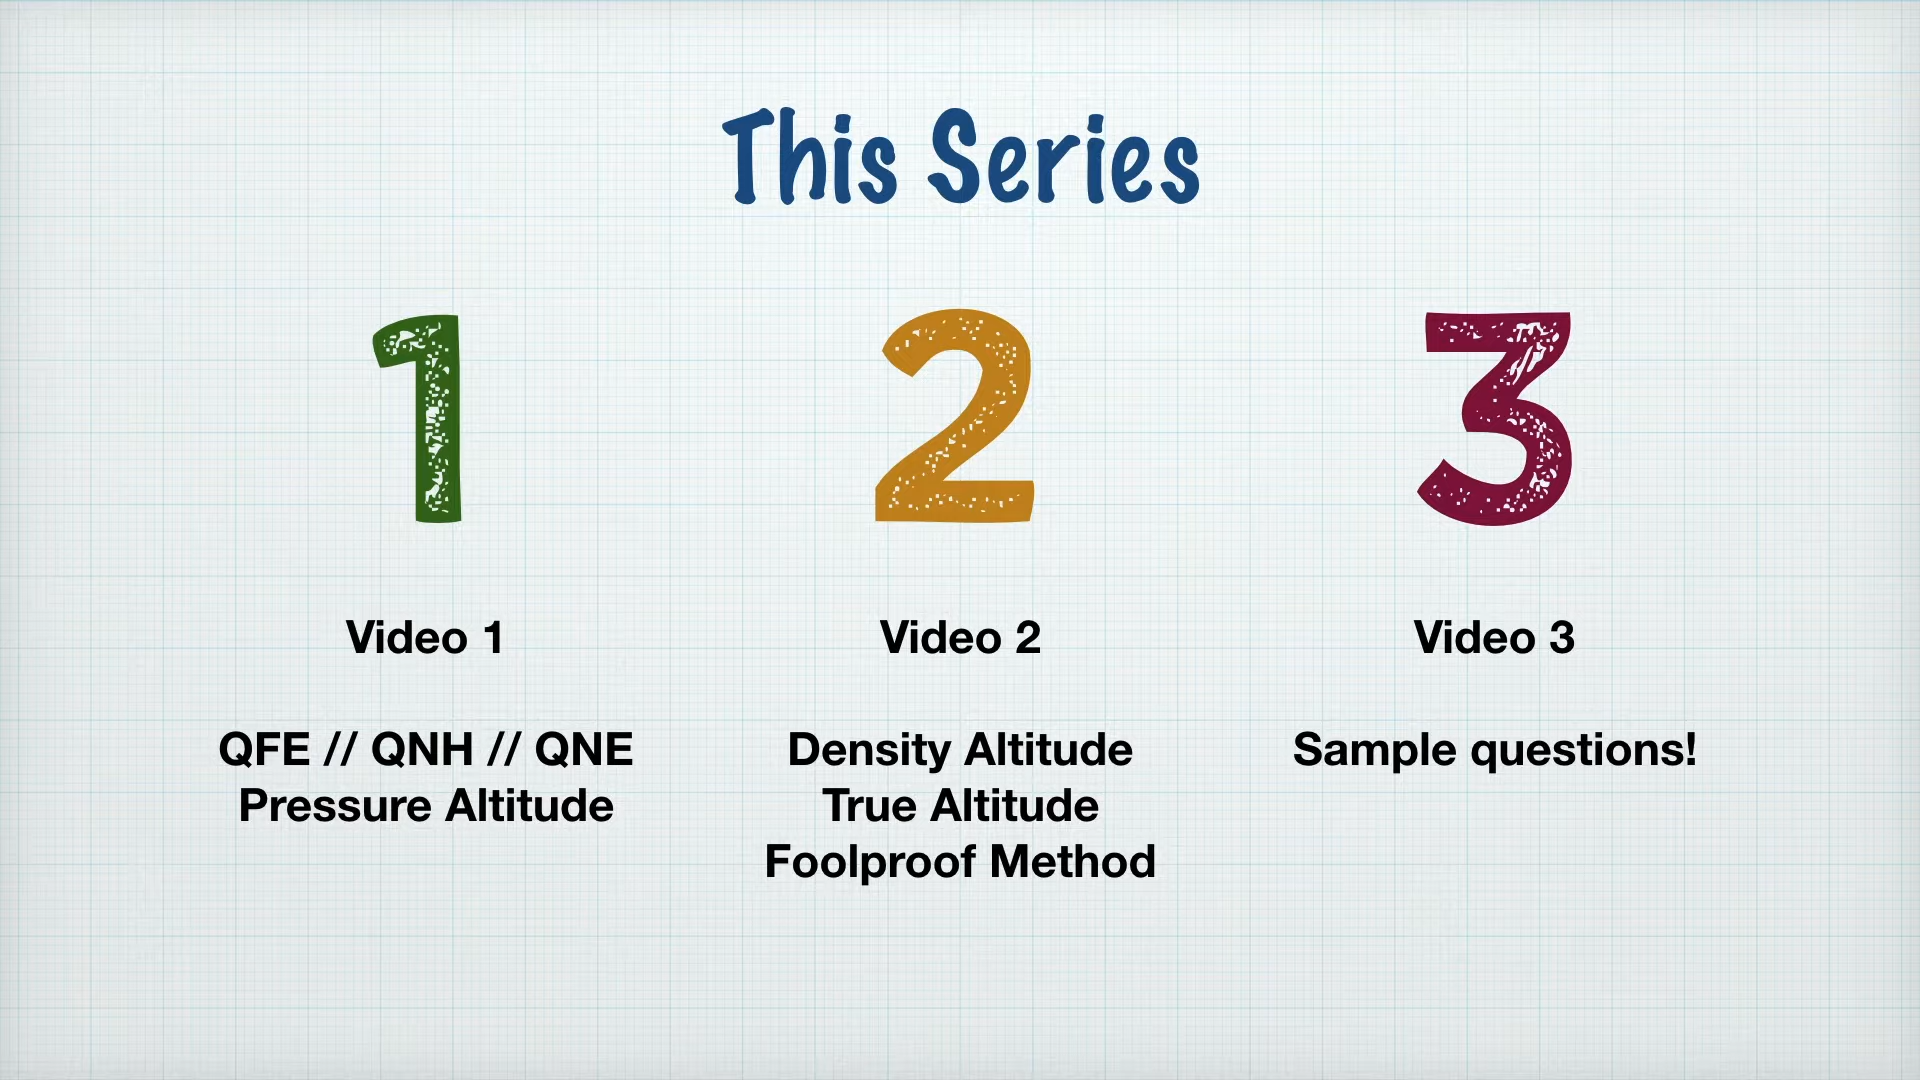 This Series
1
2
3
Video 1
QFE // QNH // QNE
Pressure Altitude
Video 2
Density Altitude
True Altitude
Foolproof Method
Video 3
Sample questions!